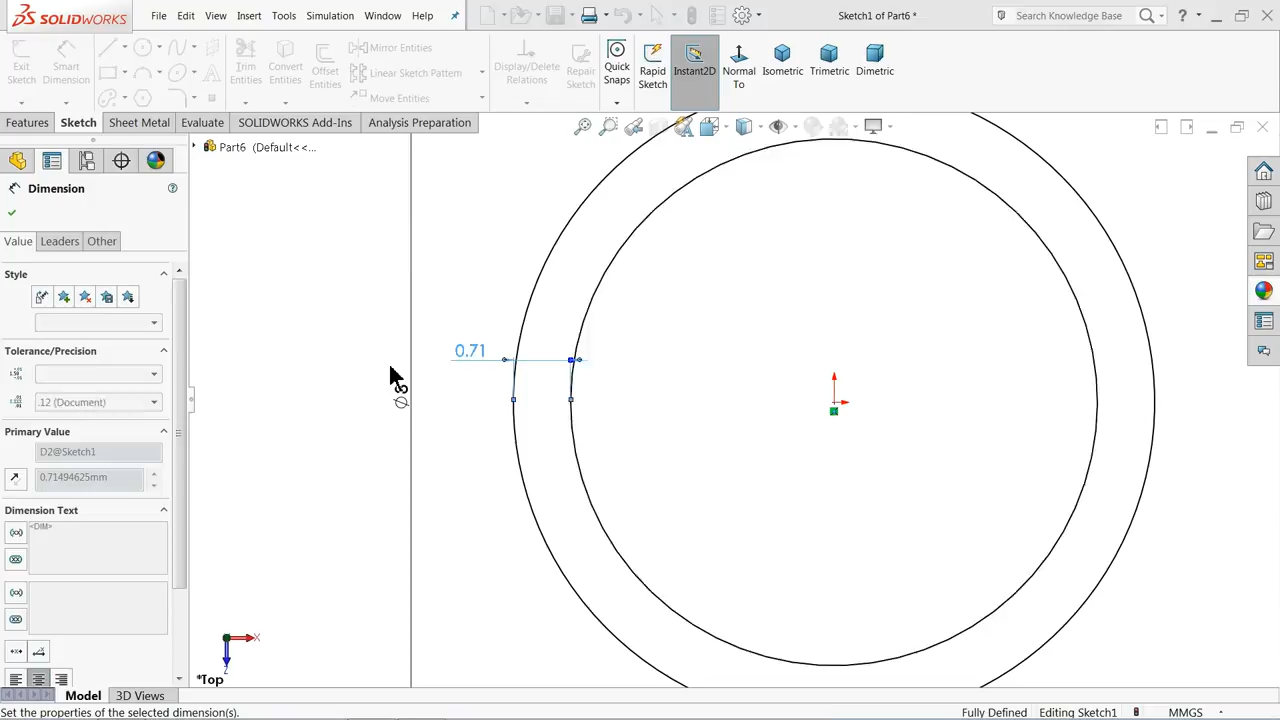 SOLIDWORKS File Edit View Insert Tools Simulation Window Help Sketch1 of Part6 * Search Knowledge Base ?
Exit Sketch Smart Dimension Trim Entities Convert Entities Offset Entities Mirror Entities Linear Sketch Pattern Move Entities Display/Delete Relations Repair Sketch Quick Snaps Rapid Sketch Instant2D Normal To Isometric Trimetric Dimetric
Features Sketch Sheet Metal Evaluate SOLIDWORKS Add-Ins Analysis Preparation
Part6 (Default<<...
Dimension
Value Leaders Other
Style
Tolerance/Precision
.12 (Document)
Primary Value
D2@Sketch1
0.71494625mm
Dimension Text
<DIM>
0.71
X
Z
*Top
Model 3D Views
Set the properties of the selected dimension(s). Fully Defined Editing Sketch1 MMGS